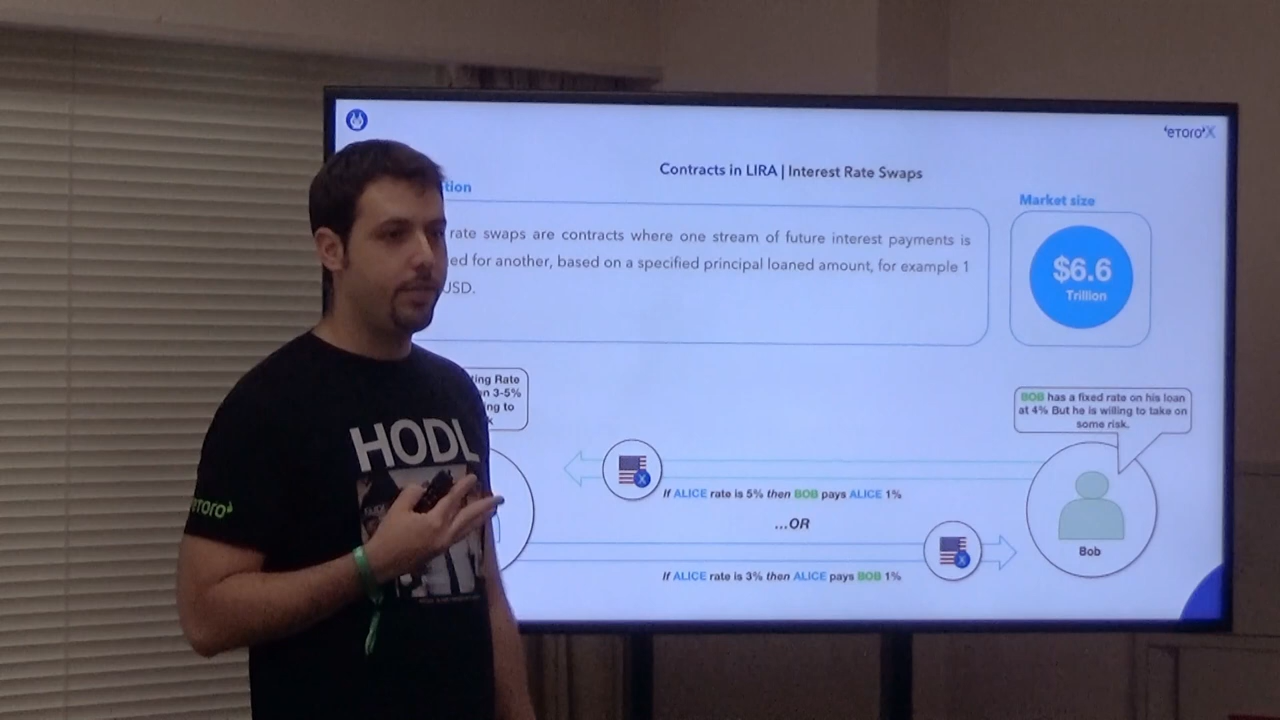 eToroX
Contracts in LIRA | Interest Rate Swaps
tion
Market size
rate swaps are contracts where one stream of future interest payments is
ed for another, based on a specified principal loaned amount, for example 1
USD.
$6.6
Trillion
ing Rate
n 3-5%
ng to
k
BOB has a fixed rate on his loan
at 4% But he is willing to take on
some risk.
X
If ALICE rate is 5% then BOB pays ALICE 1%
...OR
X
If ALICE rate is 3% then ALICE pays BOB 1%
Bob
HODL
eTORO